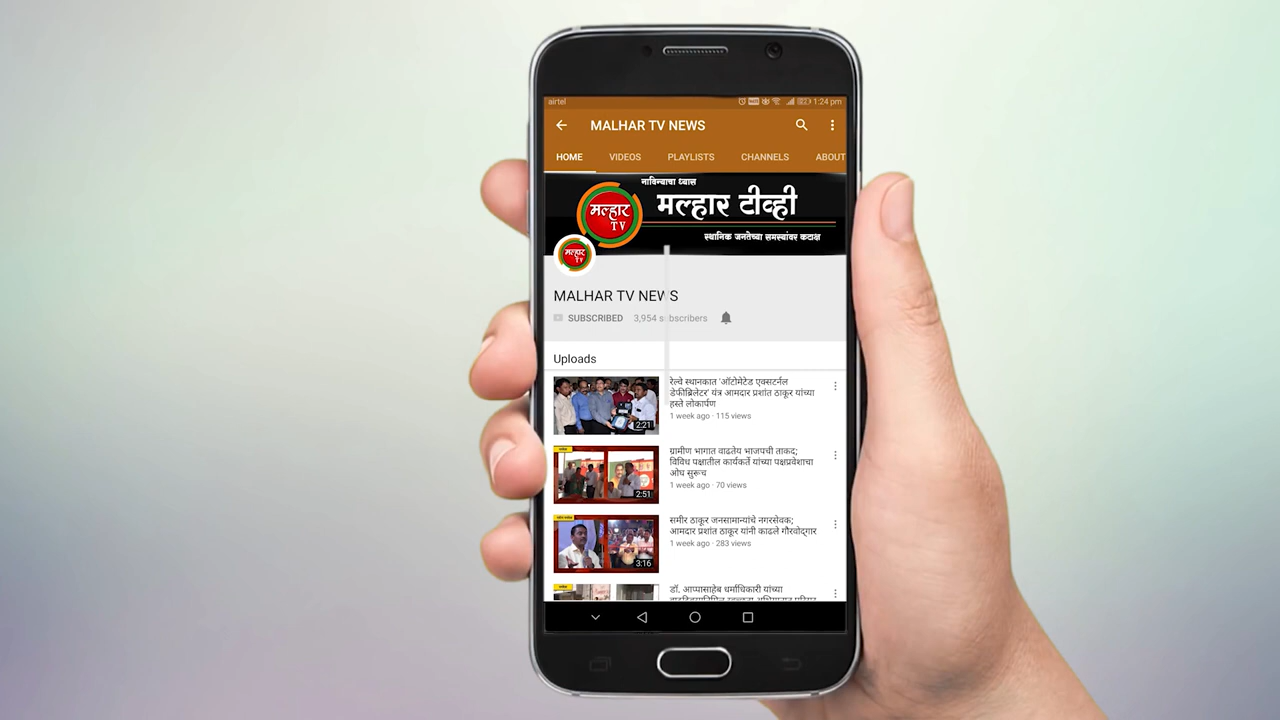 airtel
1:24 pm
MALHAR TV NEWS
HOME VIDEOS PLAYLISTS CHANNELS ABOUT
नाविन्याचा ध्यास
मल्हार टीव्ही
मल्हार
TV
स्थानिक जनतेच्या समस्यांवर कटाक्ष
मल्हार
TV
MALHAR TV NEWS
SUBSCRIBED 3,954 subscribers
Uploads
रेल्वे स्थानकात 'ऑटोमेटेड एक्सटर्नल
डेफीब्रिलेटर' यंत्र आमदार प्रशांत ठाकूर यांच्या
हस्ते लोकार्पण
1 week ago · 115 views
2:21
ग्रामीण भागात वाढतेय भाजपची ताकद;
विविध पक्षातील कार्यकर्ते यांच्या पक्षप्रवेशाचा
ओघ सुरूच
1 week ago · 70 views
2:51
समीर ठाकूर जनसामान्यांचे नगरसेवक;
आमदार प्रशांत ठाकूर यांनी काढले गौरवोद्गार
1 week ago · 283 views
3:16
डॉ. आप्पासाहेब धर्माधिकारी यांच्या